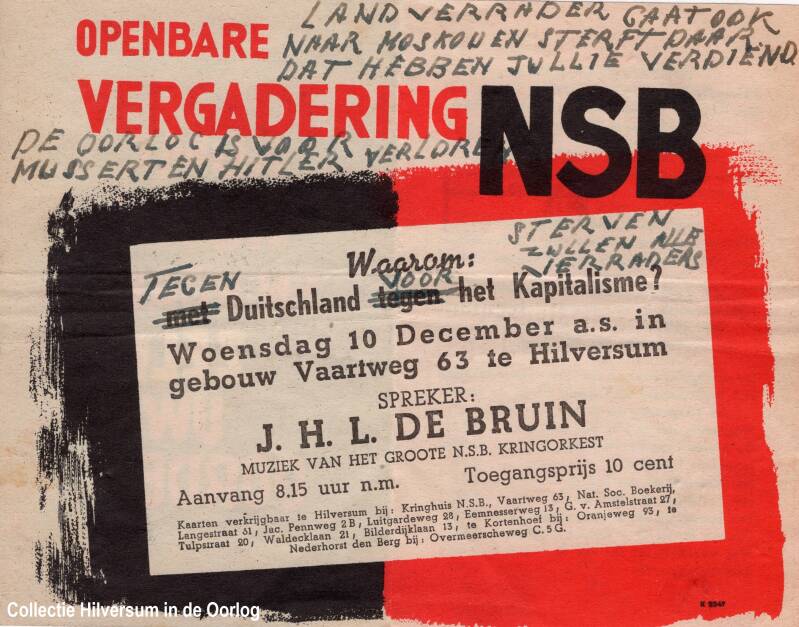 LANDVERRADER GAAT OOK
OPENBARE NAAR MOSKOU EN STERFT DAAR.
DAT HEBBEN JULLIE VERDIEND.
VERGADERING NSB
DE OORLOG IS VOOR VERLOREN
MUSSERT EN HITLER
STERVEN
ZULLEN ALLE
VERRADERS
Waarom:
TEGEN VOOR
met Duitschland tegen het Kapitalisme?
Woensdag 10 December a.s. in
gebouw Vaartweg 63 te Hilversum
SPREKER:
J. H. L. DE BRUIN
MUZIEK VAN HET GROOTE N.S.B. KRINGORKEST
Aanvang 8.15 uur n.m. Toegangsprijs 10 cent
Kaarten verkrijgbaar te Hilversum bij: Kringhuis N.S.B., Vaartweg 63, Nat. Soc. Boekerij,
Langestraat 61, Jac. Pennweg 2B, Luitgardeweg 28, Eemnesserweg 13, G. v. Amstelstraat 27,
Tulpstraat 20, Waldecklaan 21, Bilderdijklaan 13, te Kortenhoef bij: Oranjeweg 93, te
Nederhorst den Berg bij: Overmeerscheweg C.5 G.
Collectie Hilversum in de Oorlog